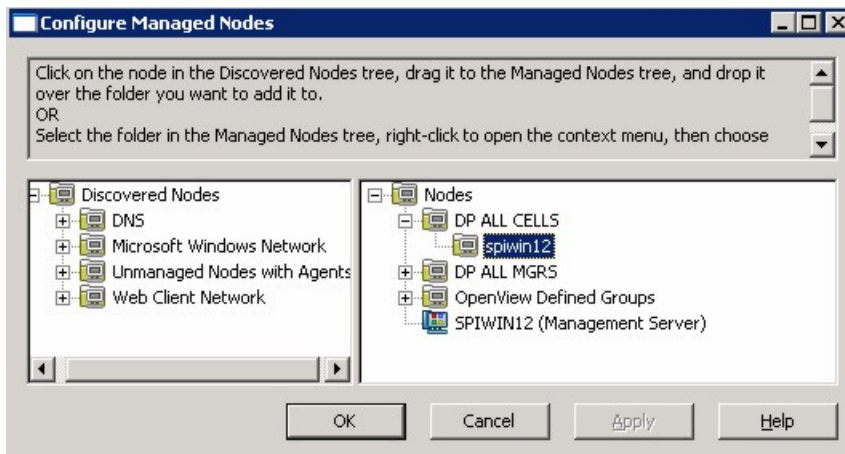 Configure Managed Nodes
Click on the node in the Discovered Nodes tree, drag it to the Managed Nodes tree, and drop it
over the folder you want to add it to.
OR
Select the folder in the Managed Nodes tree, right-click to open the context menu, then choose
Discovered Nodes
DNS
Microsoft Windows Network
Unmanaged Nodes with Agents
Web Client Network
Nodes
DP ALL CELLS
spiwin12
DP ALL MGRS
OpenView Defined Groups
SPIWIN12 (Management Server)
OK
Cancel
Apply
Help